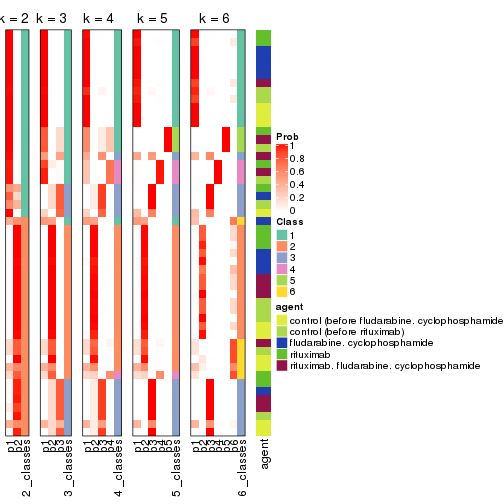 k = 2
k = 3
k = 4
k = 5
k = 6
Prob
1
0.8
0.6
0.4
0.2
0
Class
1
2
3
4
5
6
agent
control (before fludarabine. cyclophosphamide
control (before rituximab)
fludarabine. cyclophosphamide
rituximab
rituximab. fludarabine. cyclophosphamide
p1
p2
2_classes
p1
p2
p3
3_classes
p1
p2
p3
p4
4_classes
p1
p2
p3
p4
p5
5_classes
p1
p2
p3
p4
p5
p6
6_classes
agent